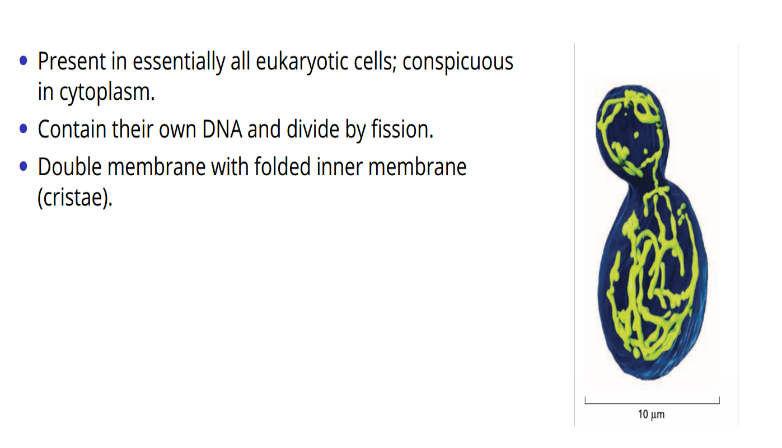 • Present in essentially all eukaryotic cells; conspicuous
in cytoplasm.
• Contain their own DNA and divide by fission.
• Double membrane with folded inner membrane
(cristae).
10 μm